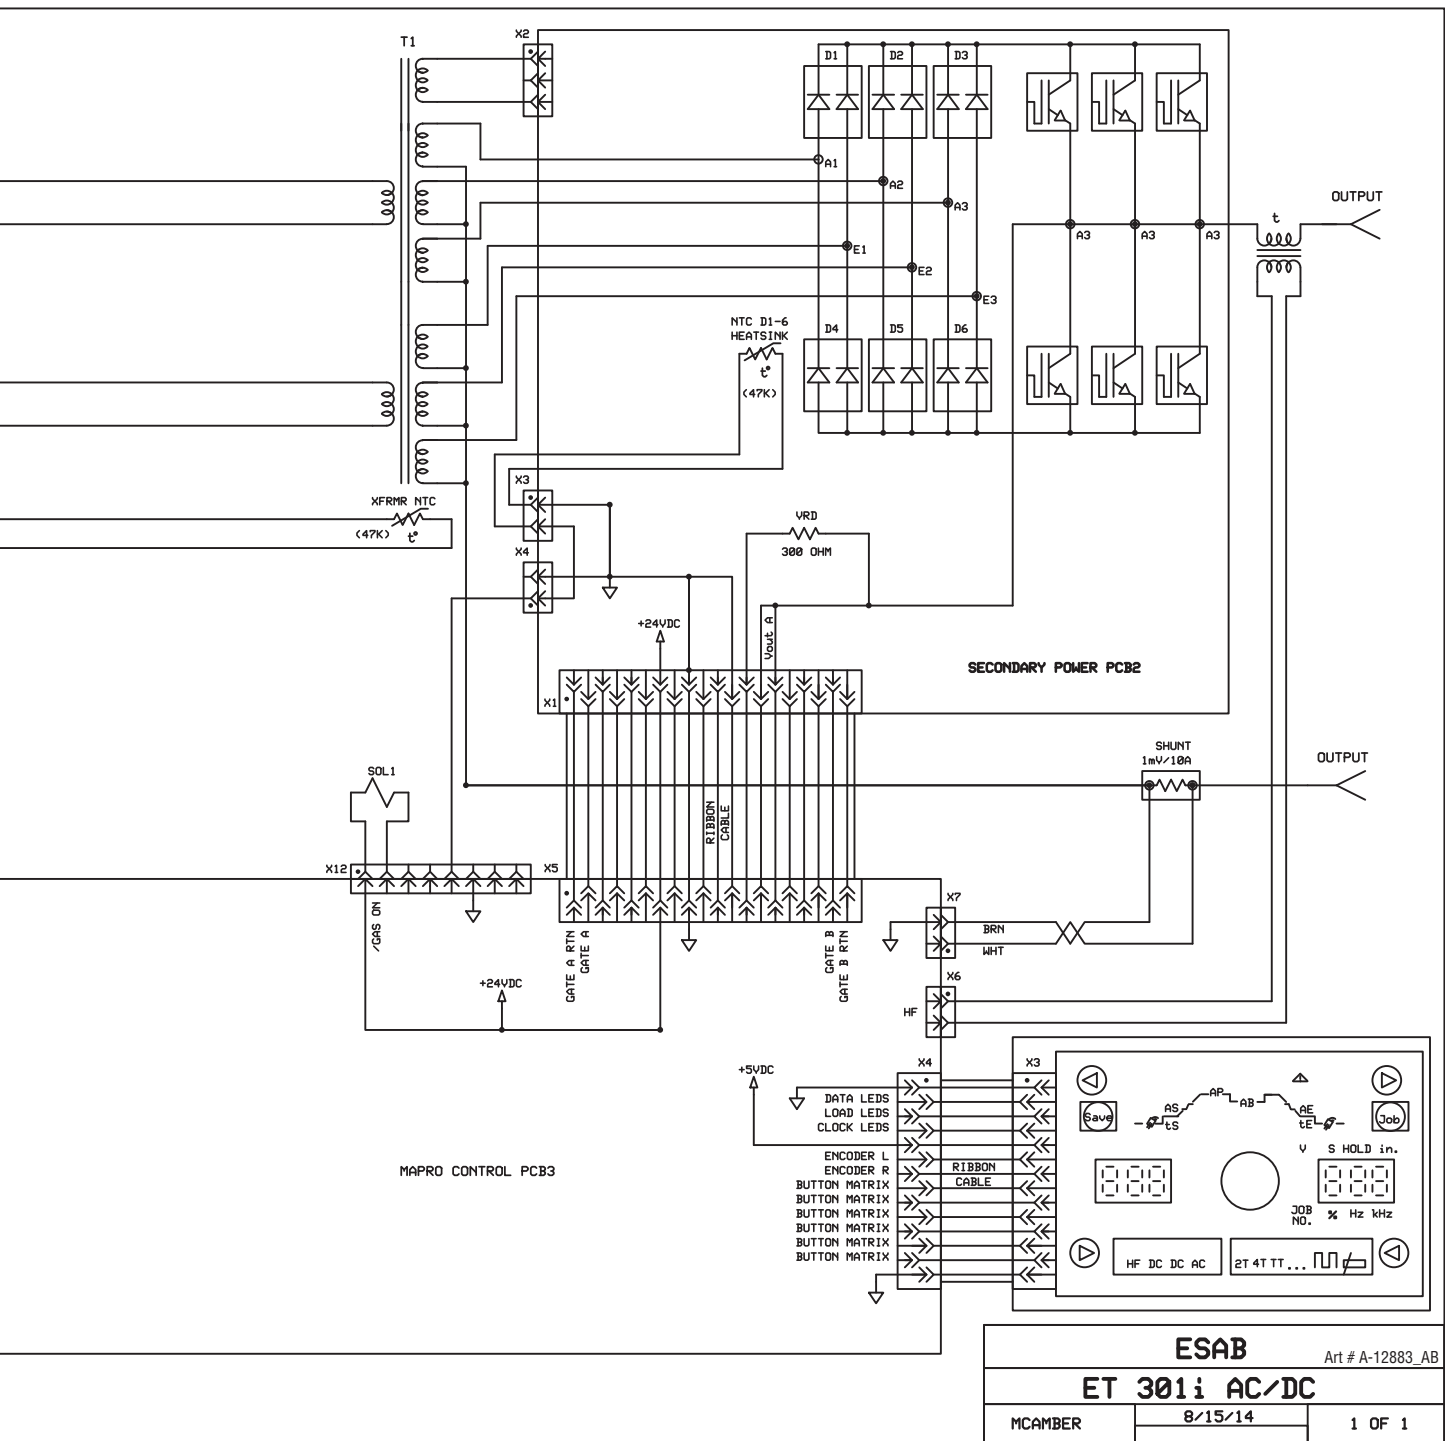 T1
X2
D1
D2
D3
A1
A2
A3
E1
E2
E3
A3
A3
A3
t
OUTPUT
NTC D1-6
HEATSINK
t°
(47K)
D4
D5
D6
XFRMR NTC
(47K)
t°
X3
X4
VRD
300 OHM
+24VDC
Vout A
SECONDARY POWER PCB2
X1
SHUNT
1mV/10A
OUTPUT
SOL1
RIBBON
CABLE
X12
X5
/GAS ON
GATE A RTN
GATE A
GATE B
GATE B RTN
X7
BRN
WHT
X6
HF
+24VDC
+5VDC
X4
X3
DATA LEDS
LOAD LEDS
CLOCK LEDS
ENCODER L
ENCODER R
BUTTON MATRIX
BUTTON MATRIX
BUTTON MATRIX
BUTTON MATRIX
BUTTON MATRIX
BUTTON MATRIX
RIBBON
CABLE
MAPRO CONTROL PCB3
Save
AS
tS
AP
AB
AE
tE
Job
V S HOLD in.
888
888
JOB
NO.
% Hz kHz
HF DC DC AC
2T 4T TT...
ESAB
Art # A-12883_AB
ET 301i AC/DC
MCAMBER
8/15/14
1 OF 1